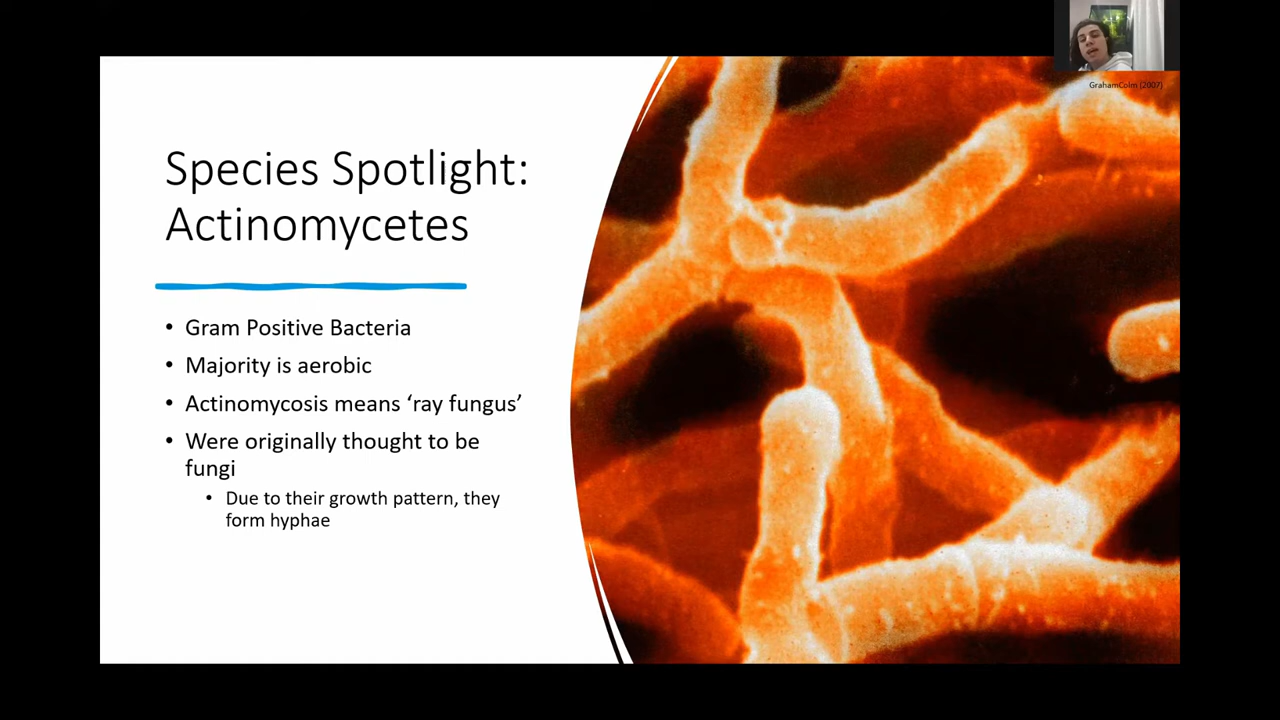 GrahamColm (2007)
Species Spotlight:
Actinomycetes
• Gram Positive Bacteria
• Majority is aerobic
• Actinomycosis means ‘ray fungus’
• Were originally thought to be
fungi
• Due to their growth pattern, they
form hyphae